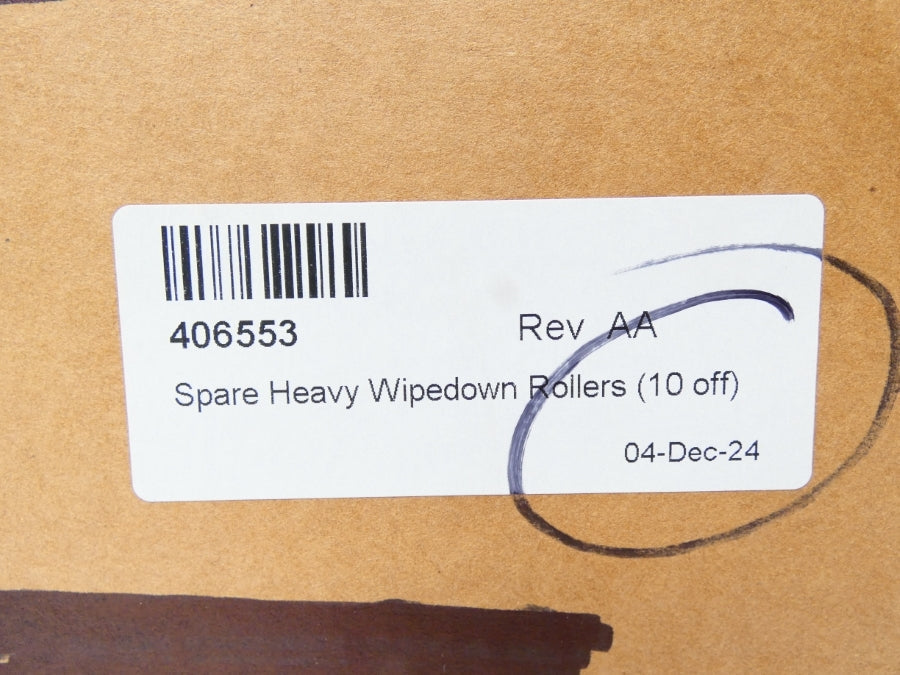 406553
Rev AA
Spare Heavy Wipedown Rollers (10 off)
04-Dec-24